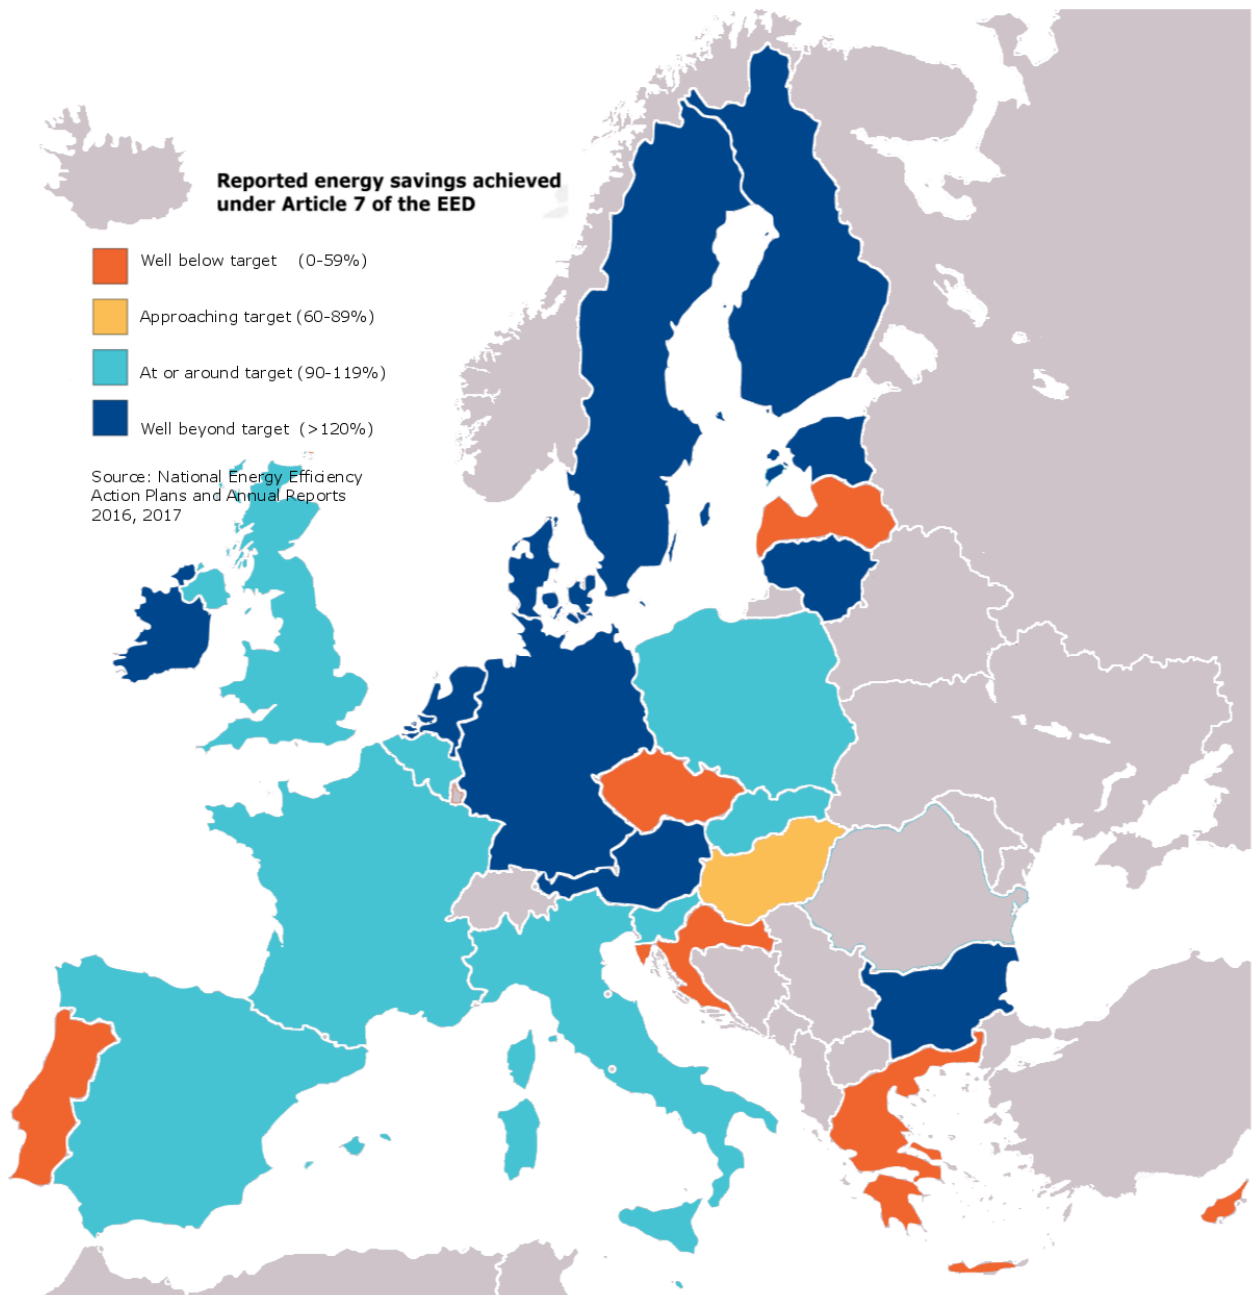 Reported energy savings achieved
under Article 7 of the EED
Well below target (0-59%)
Approaching target (60-89%)
At or around target (90-119%)
Well beyond target (>120%)
Source: National Energy Efficiency
Action Plans and Annual Reports
2016, 2017